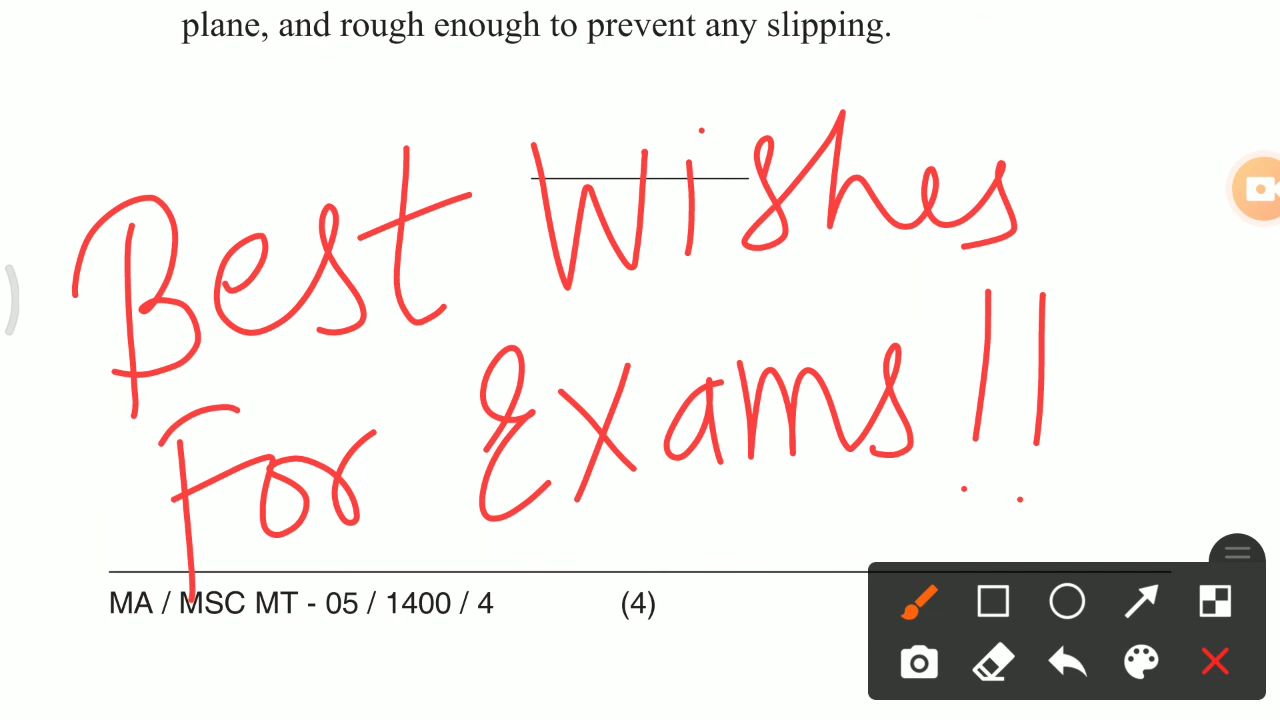 plane, and rough enough to prevent any slipping.
Best Wishes
For Exams!!
MA / MSC MT - 05 / 1400 / 4 (4)